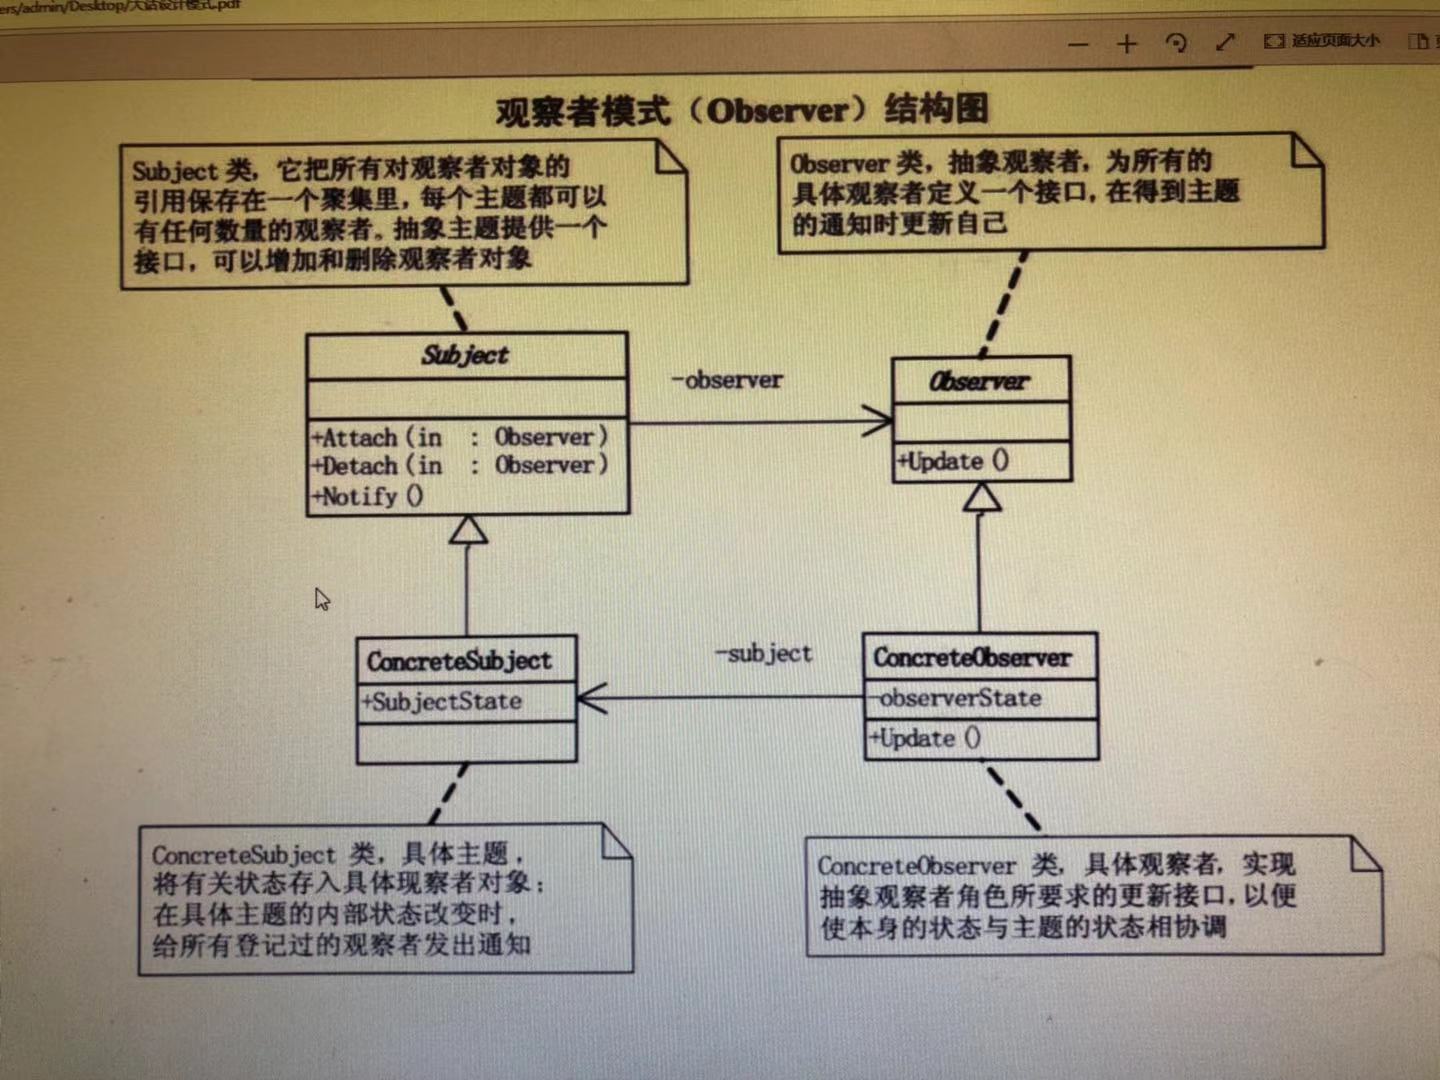 ers/admin/Desktop/大话设计模式.pdf
适应页面大小
观察者模式（Observer）结构图
Subject 类，它把所有对观察者对象的
引用保存在一个聚集里，每个主题都可以
有任何数量的观察者。抽象主题提供一个
接口，可以增加和删除观察者对象
Observer 类，抽象观察者，为所有的
具体观察者定义一个接口，在得到主题
的通知时更新自己
Subject
+Attach(in : Observer)
+Detach(in : Observer)
+Notify()
-observer
Observer
+Update()
ConcreteSubject
+SubjectState
-subject
ConcreteObserver
-observerState
+Update()
ConcreteSubject 类，具体主题，
将有关状态存入具体现察者对象；
在具体主题的内部状态改变时，
给所有登记过的观察者发出通知
ConcreteObserver 类，具体观察者，实现
抽象观察者角色所要求的更新接口，以便
使本身的状态与主题的状态相协调